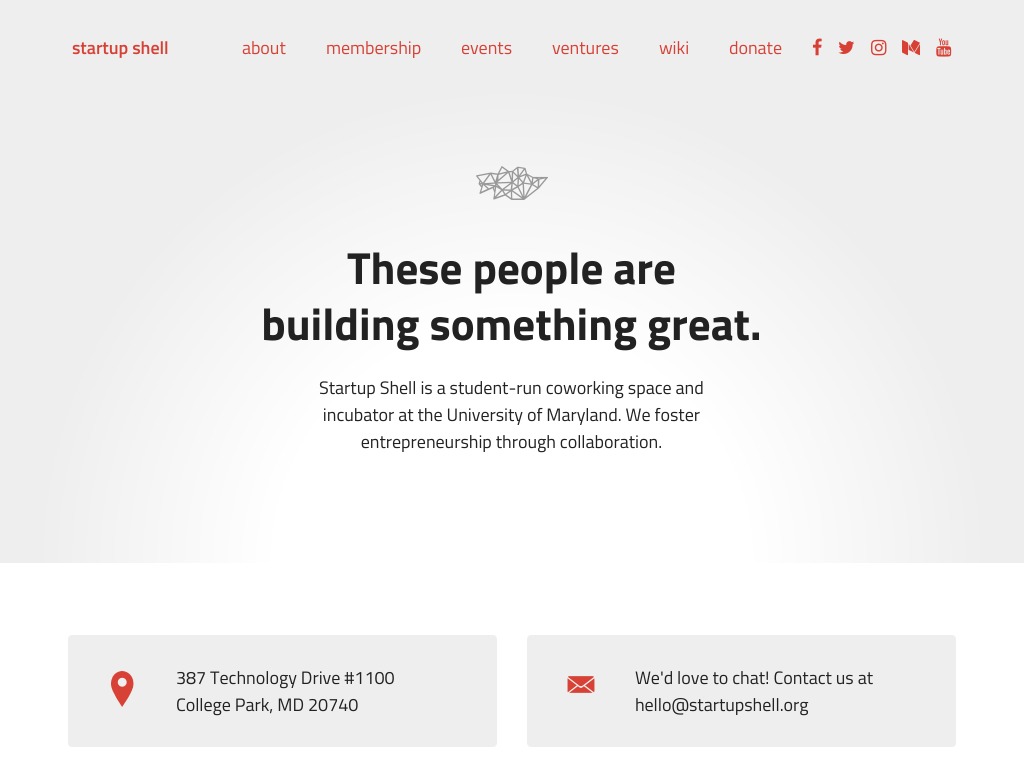 startup shell about membership events ventures wiki donate You Tube
These people are
building something great.
Startup Shell is a student-run coworking space and
incubator at the University of Maryland. We foster
entrepreneurship through collaboration.
387 Technology Drive #1100
College Park, MD 20740
We'd love to chat! Contact us at
hello@startupshell.org